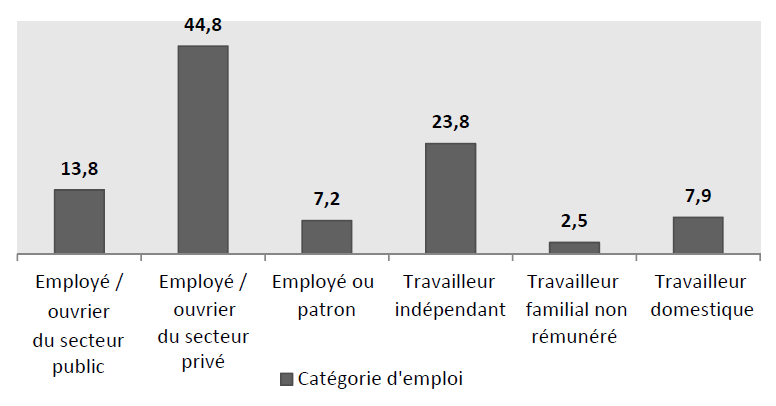 44,8
23,8
13,8
7,2
7,9
2,5
Employé /
ouvrier
du secteur
public
Employé /
ouvrier
du secteur
privé
Employé ou
patron
Travailleur
indépendant
Travailleur
familial non
rémunéré
Travailleur
domestique
Catégorie d'emploi